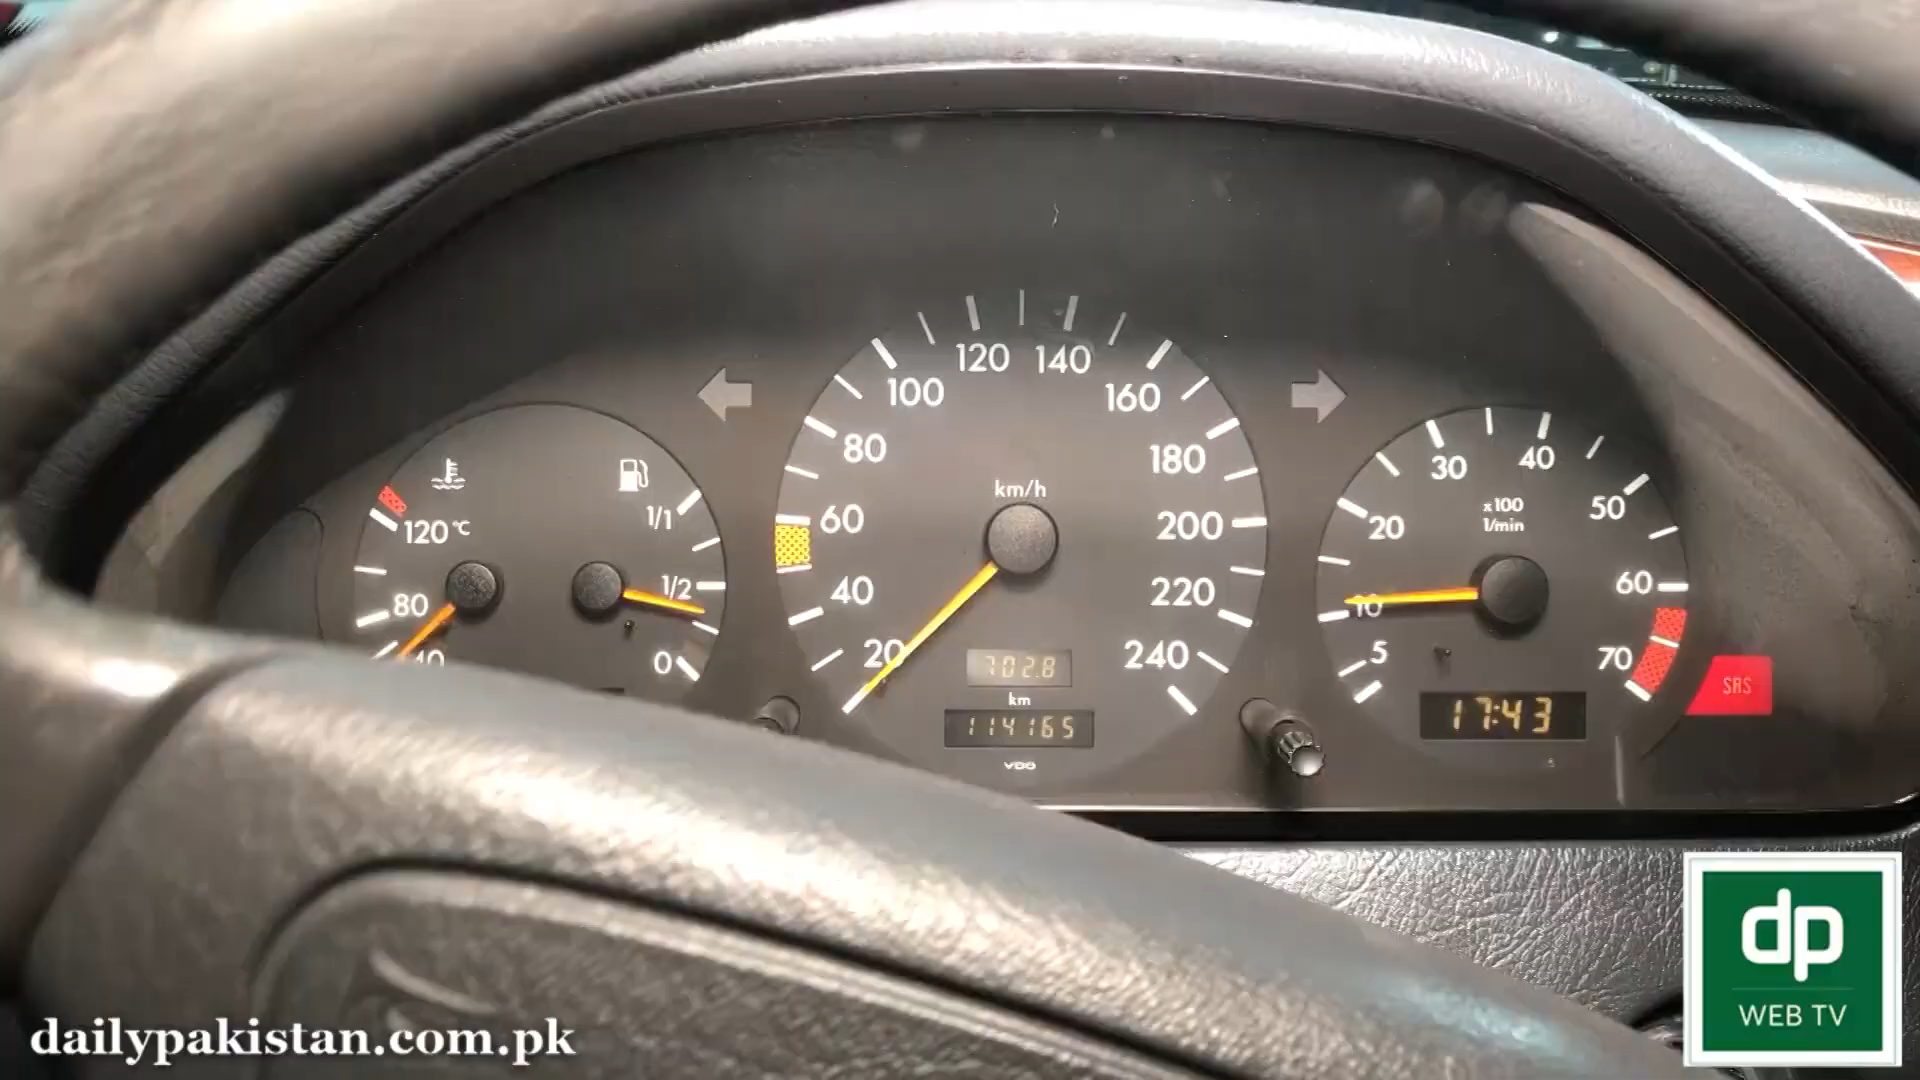 120 140
100 160
80 180
km/h
60 200
40 220
20 240
702.8
km
114165
VDO
1/1
120 °C
1/2
80
40
0
30 40
x100
1/min
20 50
10 60
5 70
17:43
SRS
dp
WEB TV
dailypakistan.com.pk